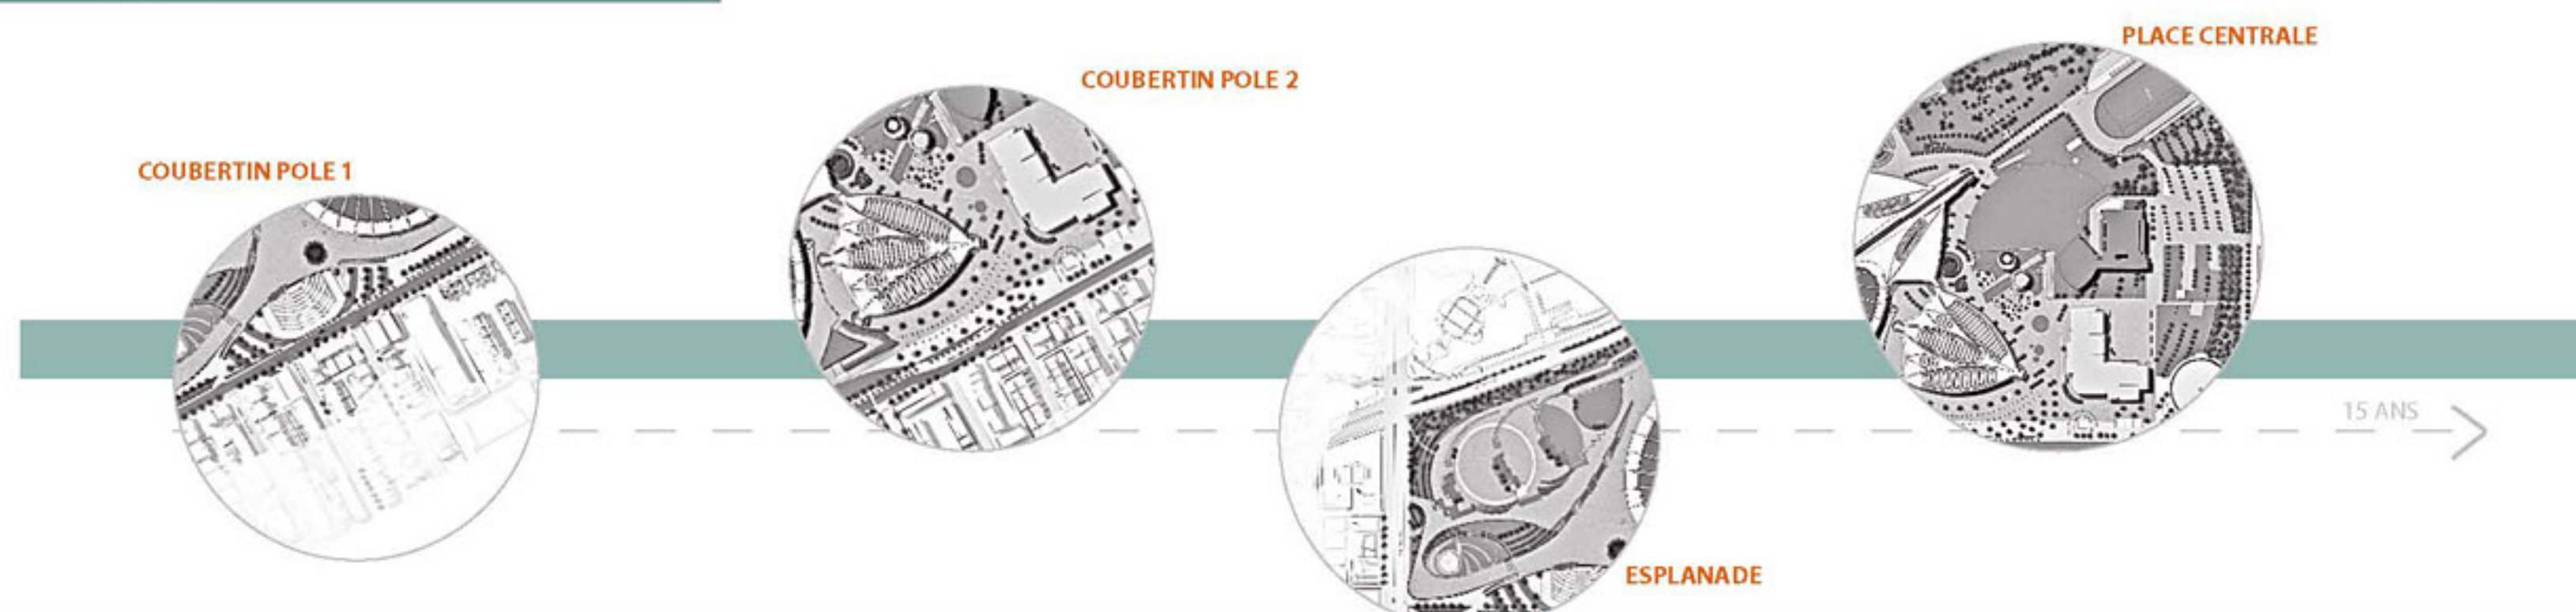 COUBERTIN POLE 1
COUBERTIN POLE 2
ESPLANADE
PLACE CENTRALE
15 ANS